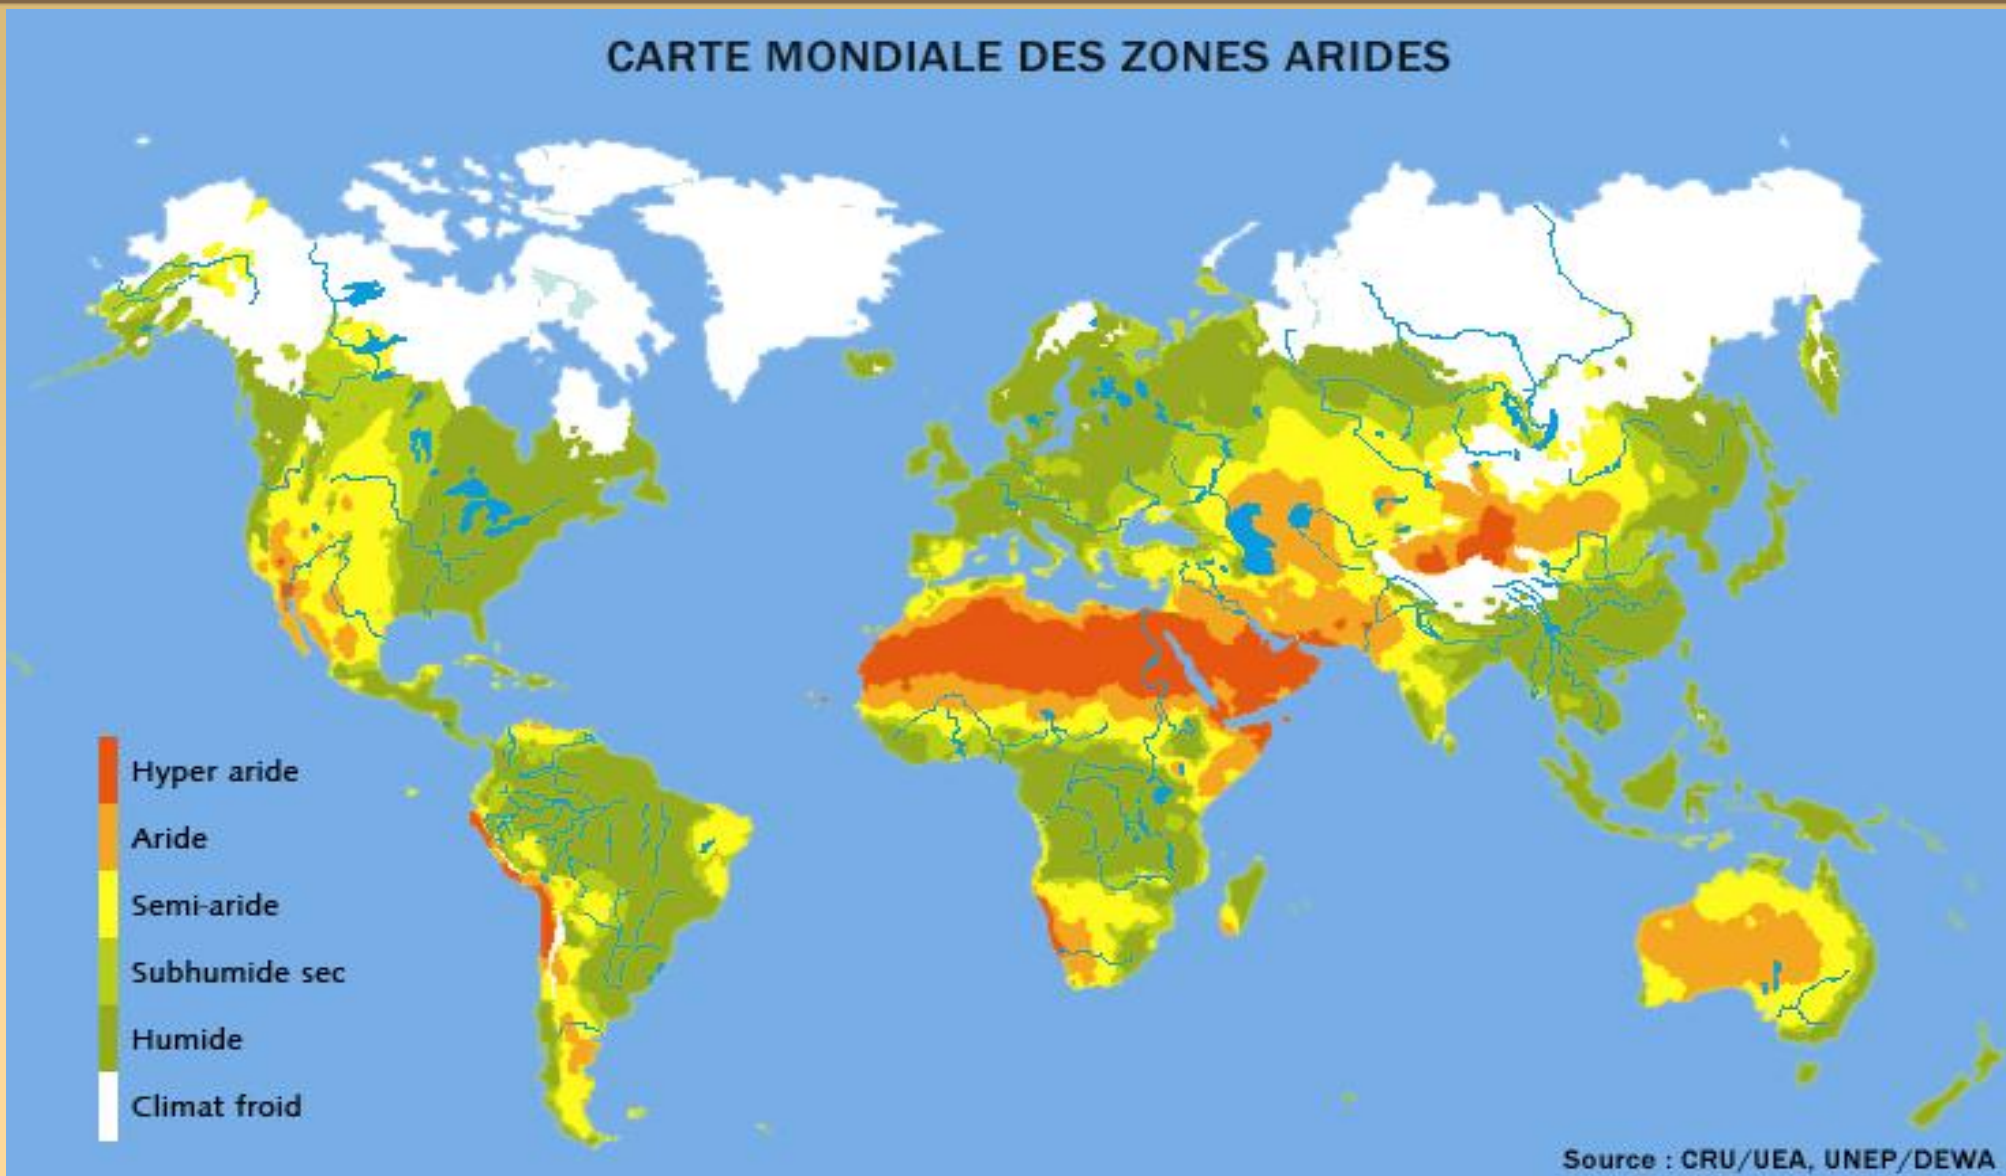 CARTE MONDIALE DES ZONES ARIDES
Hyper aride
Aride
Semi-aride
Subhumide sec
Humide
Climat froid
Source : CRU/UEA, UNEP/DEWA